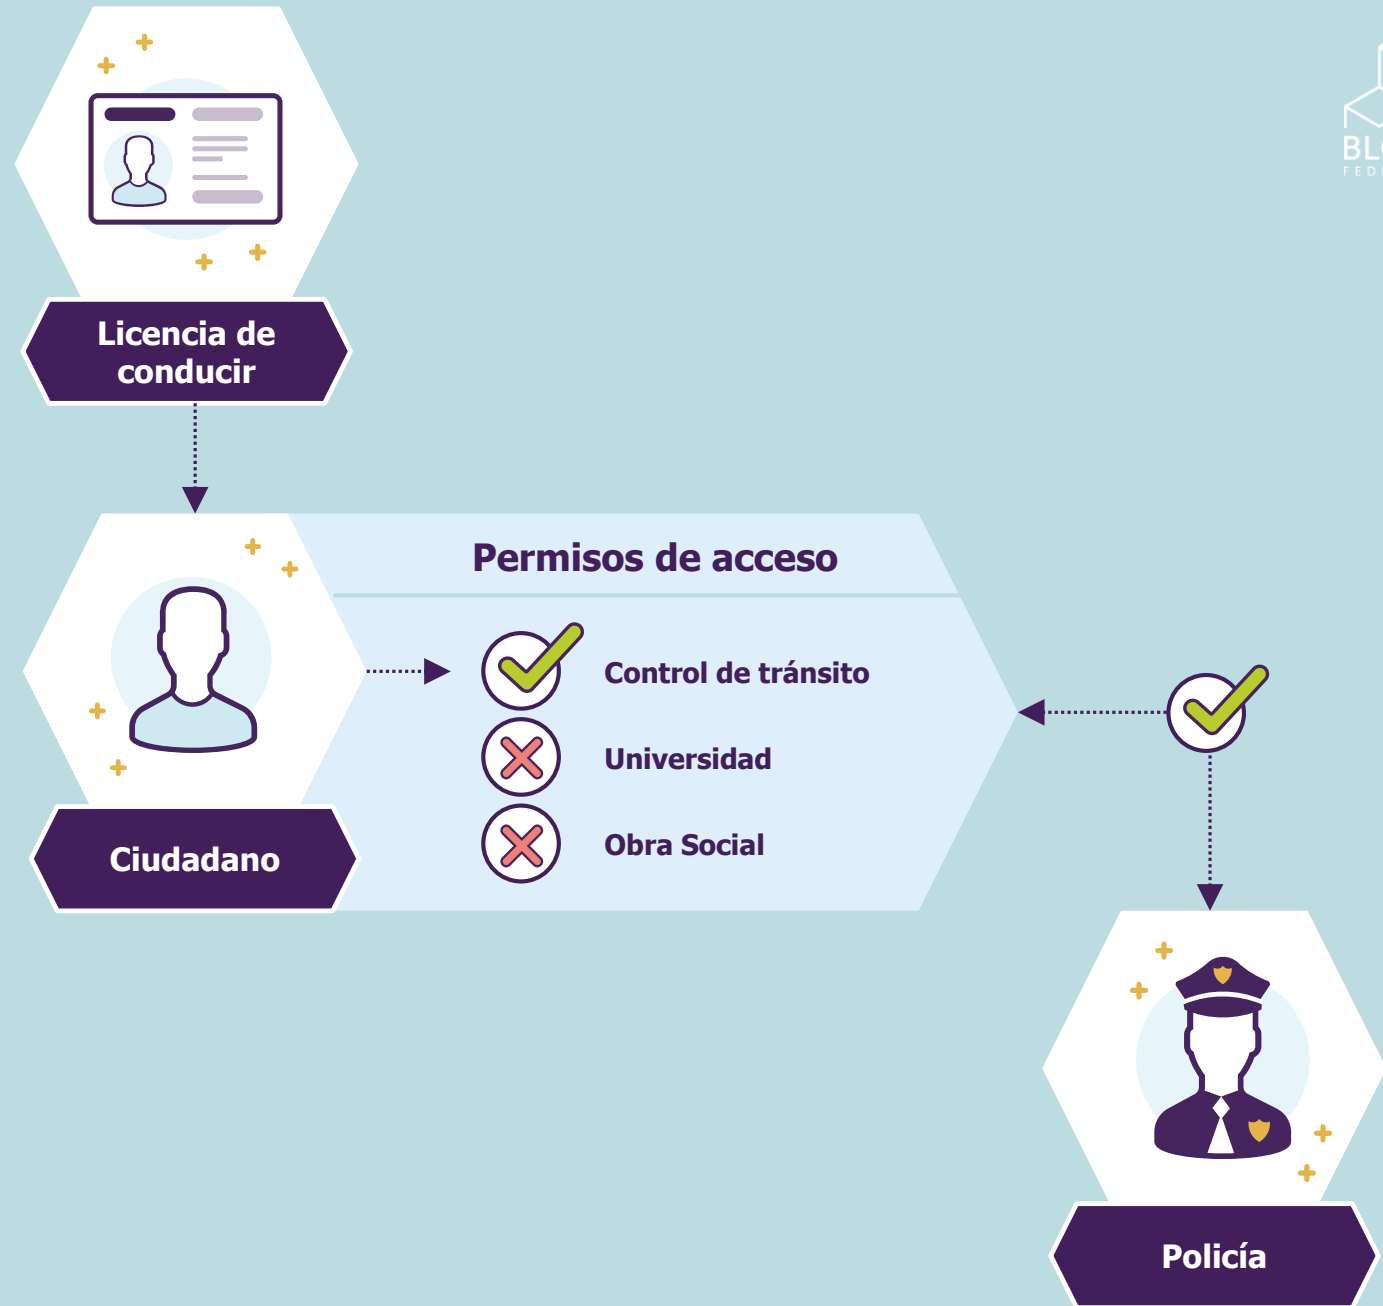 Licencia de
conducir
Permisos de acceso
Control de tránsito
Universidad
Obra Social
Ciudadano
Policía